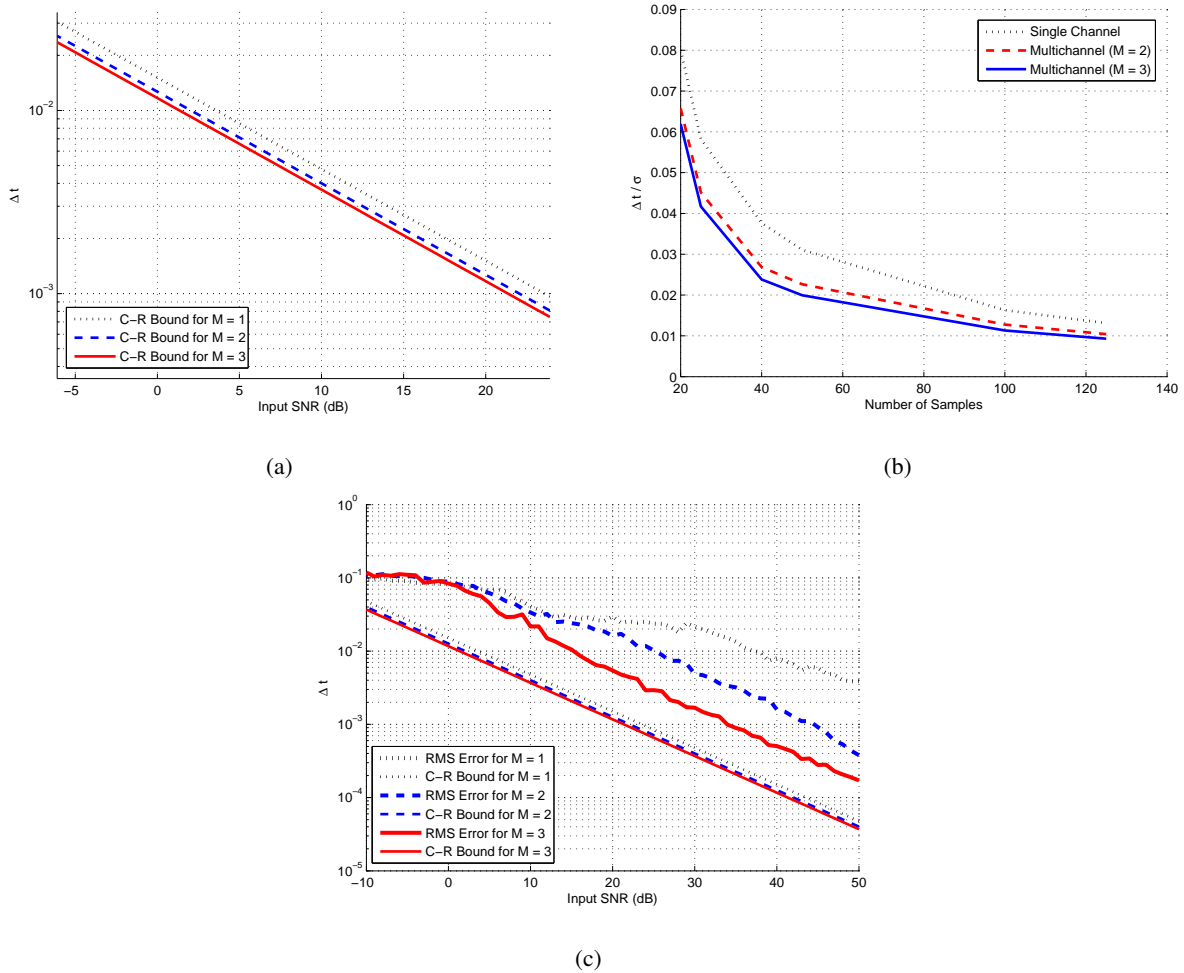 10−2
10−3
Δ t
−5 0 5 10 15 20
Input SNR (dB)
C−R Bound for M = 1
C−R Bound for M = 2
C−R Bound for M = 3
(a)
0.09
0.08
0.07
0.06
0.05
0.04
0.03
0.02
0.01
0
Δ t / σ
20 40 60 80 100 120 140
Number of Samples
Single Channel
Multichannel (M = 2)
Multichannel (M = 3)
(b)
10^0
10−1
10−2
10−3
10−4
10−5
Δ t
−10 0 10 20 30 40 50
Input SNR (dB)
RMS Error for M = 1
C−R Bound for M = 1
RMS Error for M = 2
C−R Bound for M = 2
RMS Error for M = 3
C−R Bound for M = 3
(c)